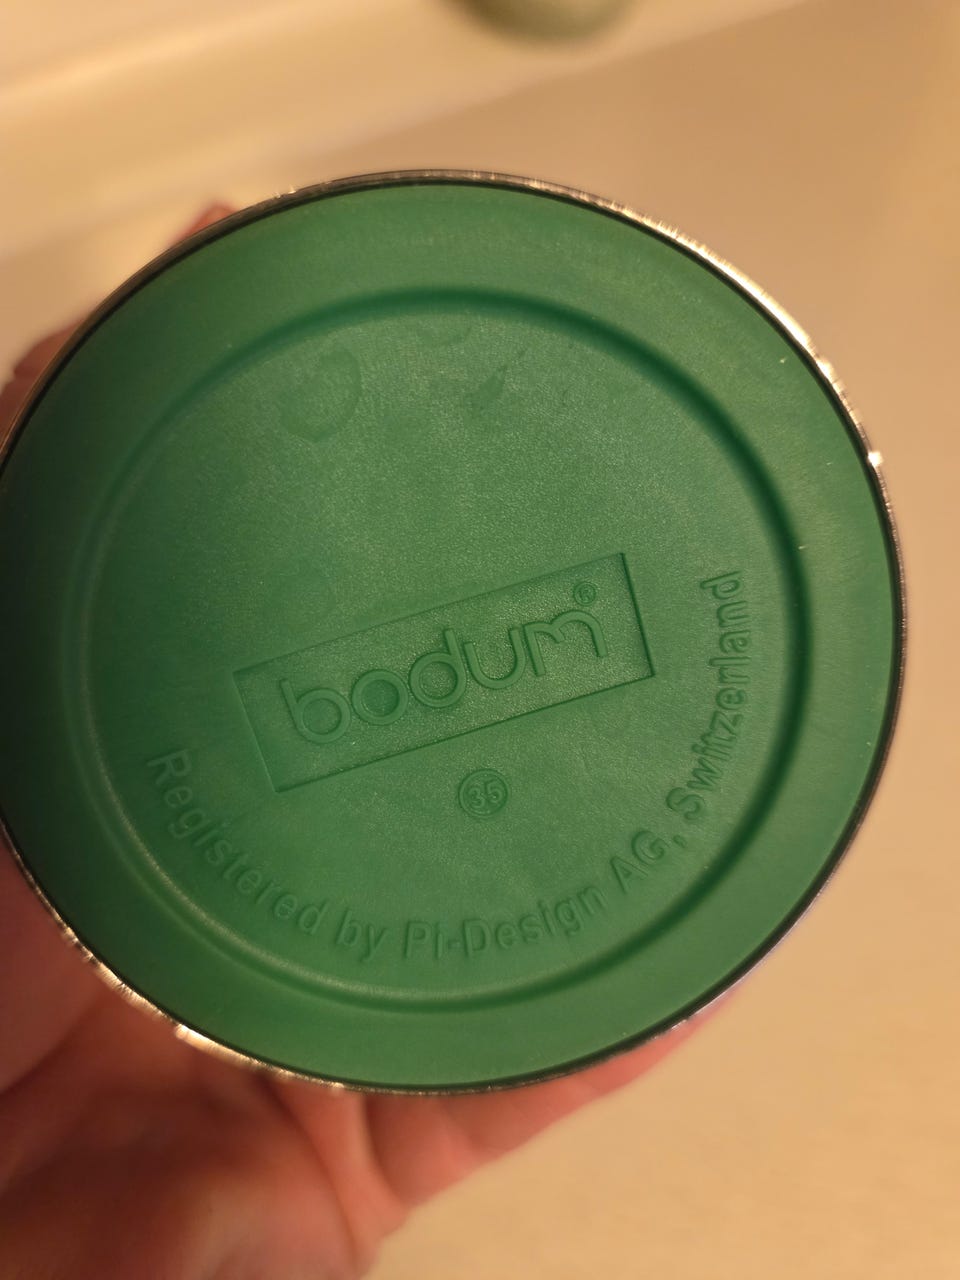 bodum®
35
Registered by PI-Design AG, Switzerland